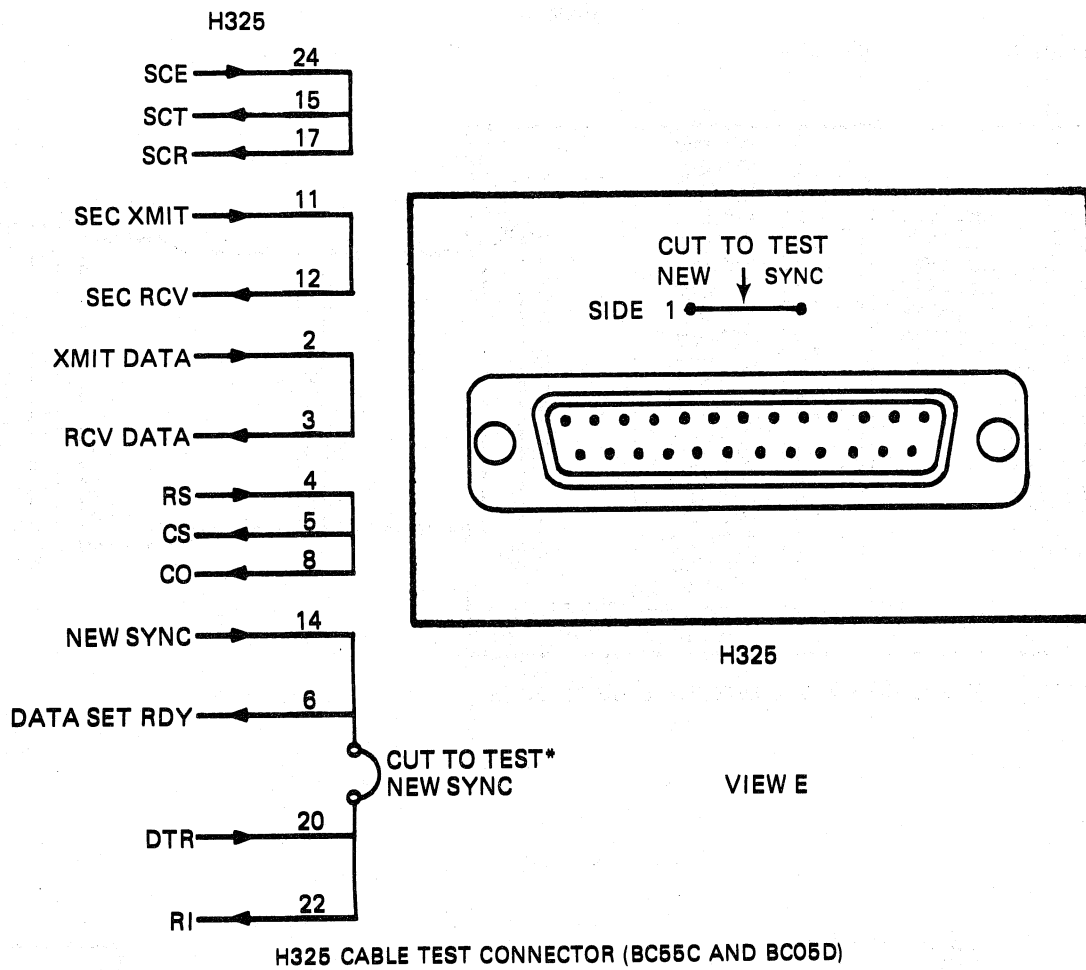 H325
SCE 24
SCT 15
SCR 17
SEC XMIT 11
SEC RCV 12
XMIT DATA 2
RCV DATA 3
RS 4
CS 5
CO 8
NEW SYNC 14
DATA SET RDY 6
CUT TO TEST*
NEW SYNC
DTR 20
RI 22
CUT TO TEST
NEW SYNC
SIDE 1
H325
VIEW E
H325 CABLE TEST CONNECTOR (BC55C AND BC05D)